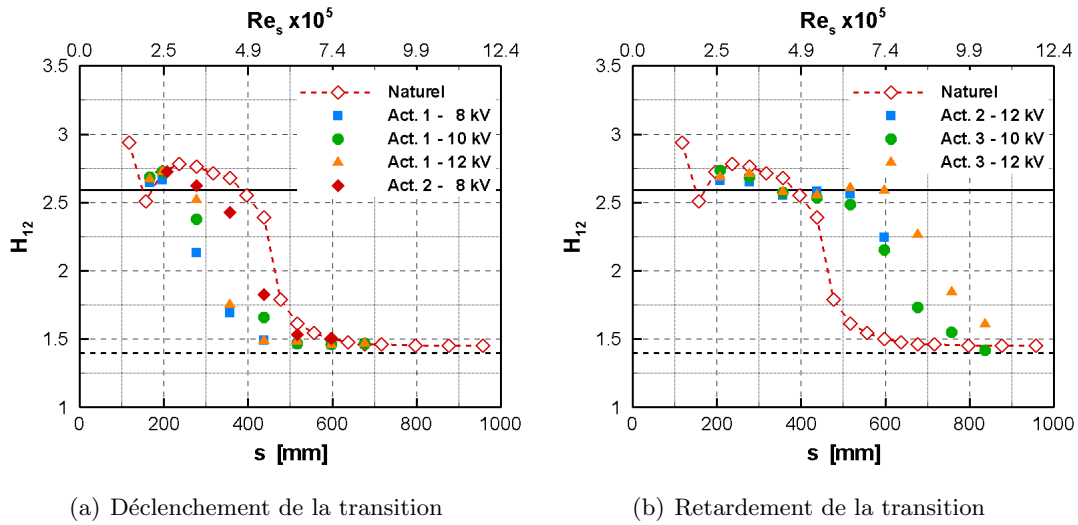 Re_s x10^5
0.0 2.5 4.9 7.4 9.9 12.4
3.5
3
2.5
2
1.5
1
H_12
Naturel
Act. 1 - 8 kV
Act. 1 - 10 kV
Act. 1 - 12 kV
Act. 2 - 8 kV
0 200 400 600 800 1000
s [mm]
(a) Déclenchement de la transition
Re_s x10^5
0.0 2.5 4.9 7.4 9.9 12.4
3.5
3
2.5
2
1.5
1
H_12
Naturel
Act. 2 - 12 kV
Act. 3 - 10 kV
Act. 3 - 12 kV
0 200 400 600 800 1000
s [mm]
(b) Retardement de la transition